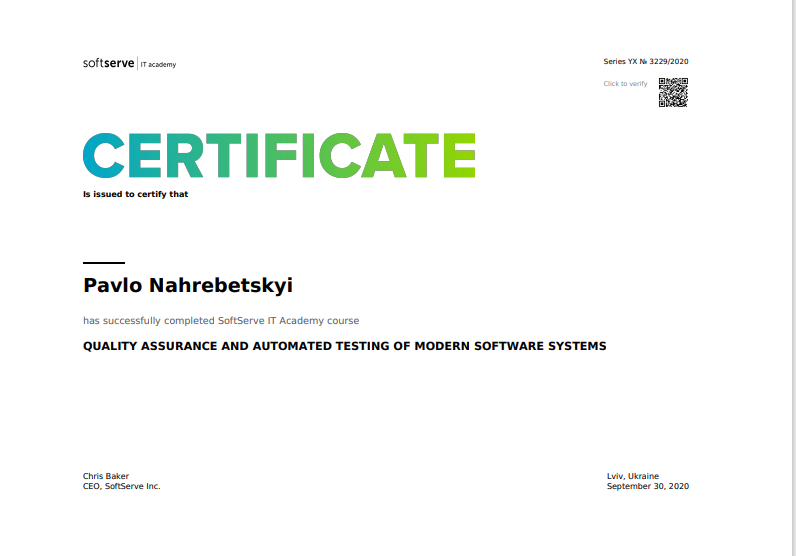 softserve | IT academy
Series YX № 3229/2020
Click to verify
CERTIFICATE
Is issued to certify that
Pavlo Nahrebetskyi
has successfully completed SoftServe IT Academy course
QUALITY ASSURANCE AND AUTOMATED TESTING OF MODERN SOFTWARE SYSTEMS
Chris Baker
CEO, SoftServe Inc.
Lviv, Ukraine
September 30, 2020